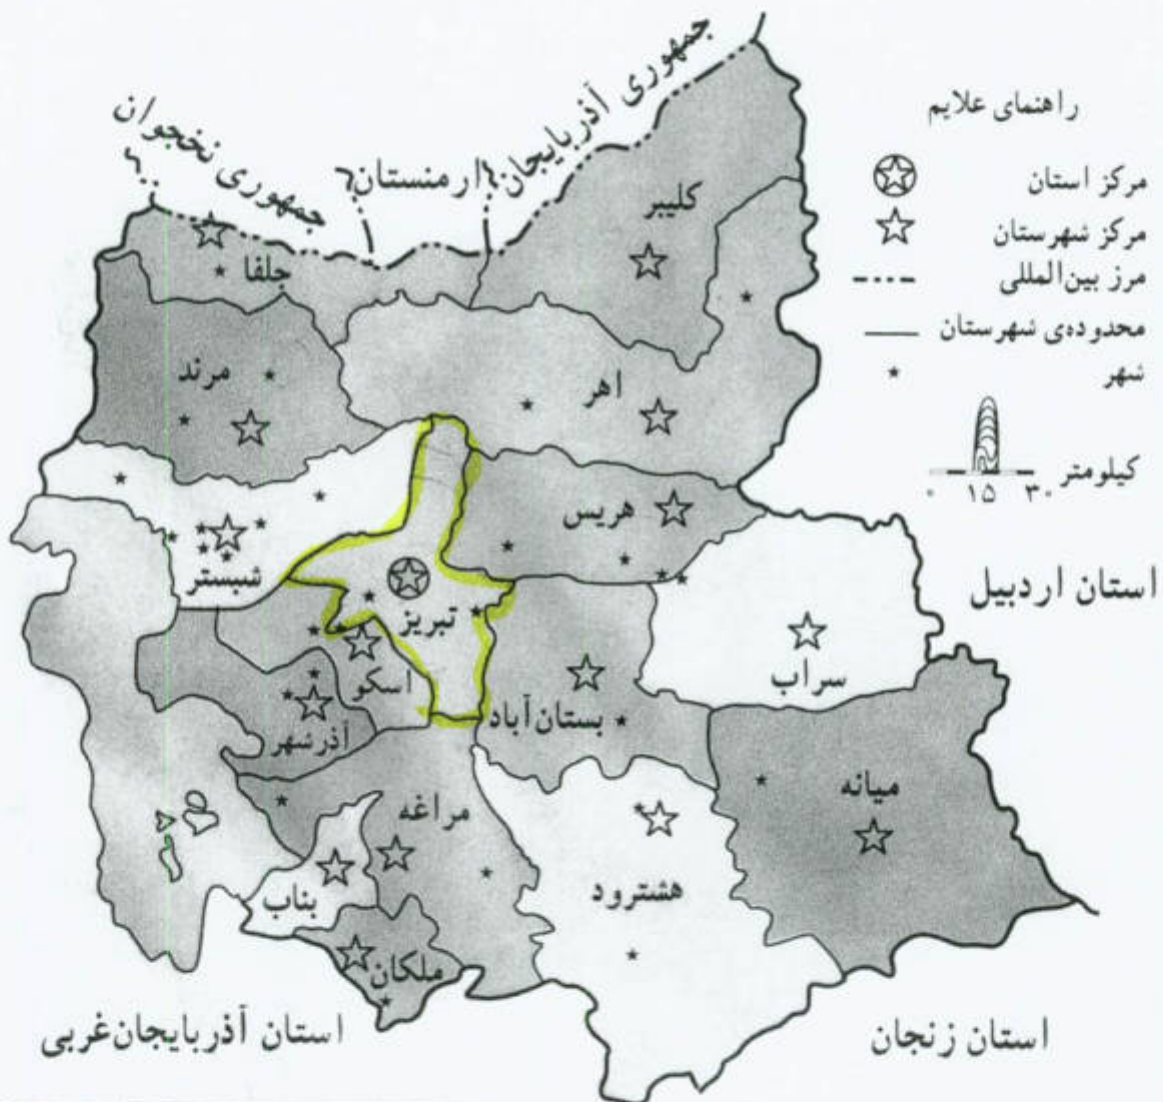 جمهوری آذربایجان
ارمنستان
جمهوری نخجوان
راهنمای علایم
مرکز استان
مرکز شهرستان
مرز بین‌المللی
محدوده‌ی شهرستان
شهر
کیلومتر
۰ ۱۵ ۳۰
کلیبر
جلفا
مرند
اهر
هریس
شبستر
تبریز
استان اردبیل
سراب
اسکو
بستان‌آباد
آذرشهر
میانه
مراغه
هشترود
بناب
ملکان
استان آذربایجان‌غربی
استان زنجان